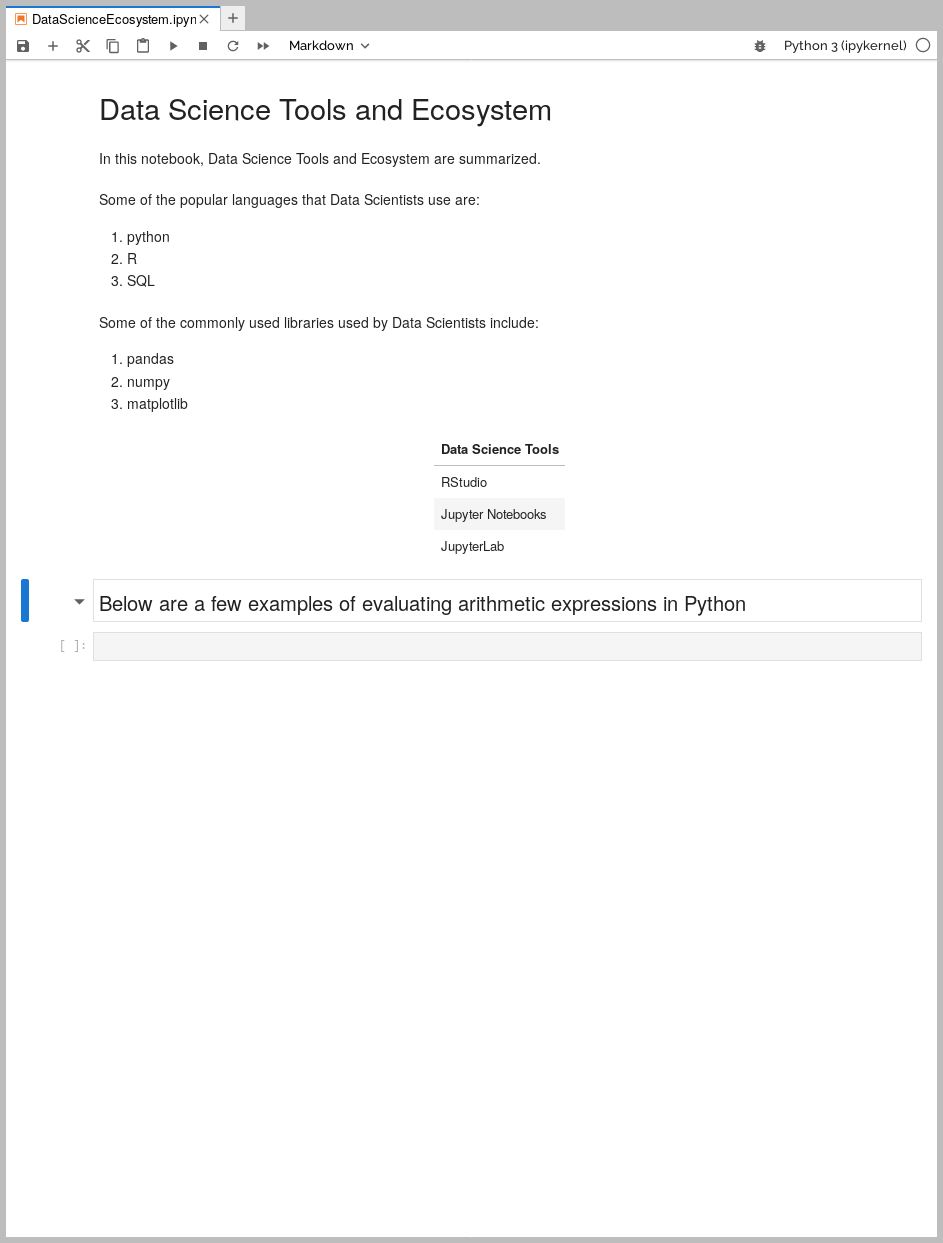 DataScienceEcosystem.ipyn
Markdown
Python 3 (ipykernel)
Data Science Tools and Ecosystem
In this notebook, Data Science Tools and Ecosystem are summarized.
Some of the popular languages that Data Scientists use are:
1. python
2. R
3. SQL
Some of the commonly used libraries used by Data Scientists include:
1. pandas
2. numpy
3. matplotlib
Data Science Tools
RStudio
Jupyter Notebooks
JupyterLab
Below are a few examples of evaluating arithmetic expressions in Python
[ ]: